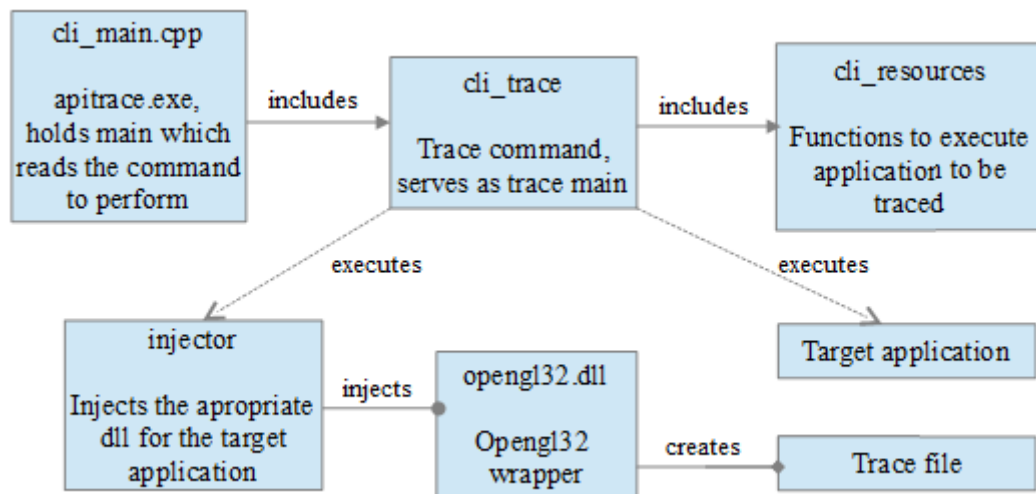 cli_main.cpp
apitrace.exe,
holds main which
reads the command
to perform
includes
cli_trace
Trace command,
serves as trace main
includes
cli_resources
Functions to execute
application to be
traced
executes
executes
injector
Injects the apropriate
dll for the target
application
injects
opengl32.dll
Opengl32
wrapper
creates
Target application
Trace file